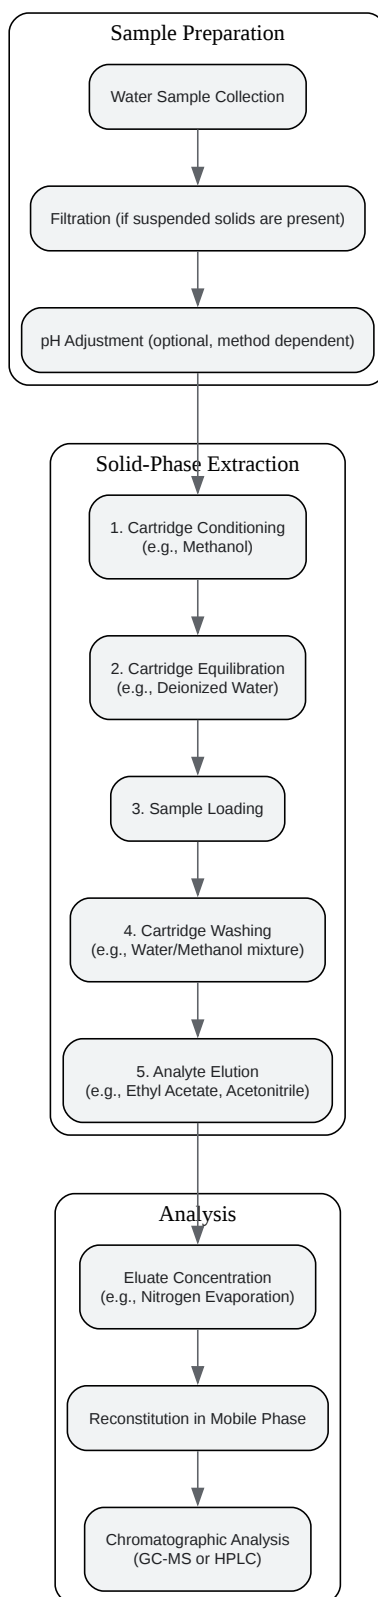 Sample Preparation
Water Sample Collection
Filtration (if suspended solids are present)
pH Adjustment (optional, method dependent)
Solid-Phase Extraction
1. Cartridge Conditioning
(e.g., Methanol)
2. Cartridge Equilibration
(e.g., Deionized Water)
3. Sample Loading
4. Cartridge Washing
(e.g., Water/Methanol mixture)
5. Analyte Elution
(e.g., Ethyl Acetate, Acetonitrile)
Analysis
Eluate Concentration
(e.g., Nitrogen Evaporation)
Reconstitution in Mobile Phase
Chromatographic Analysis
(GC-MS or HPLC)